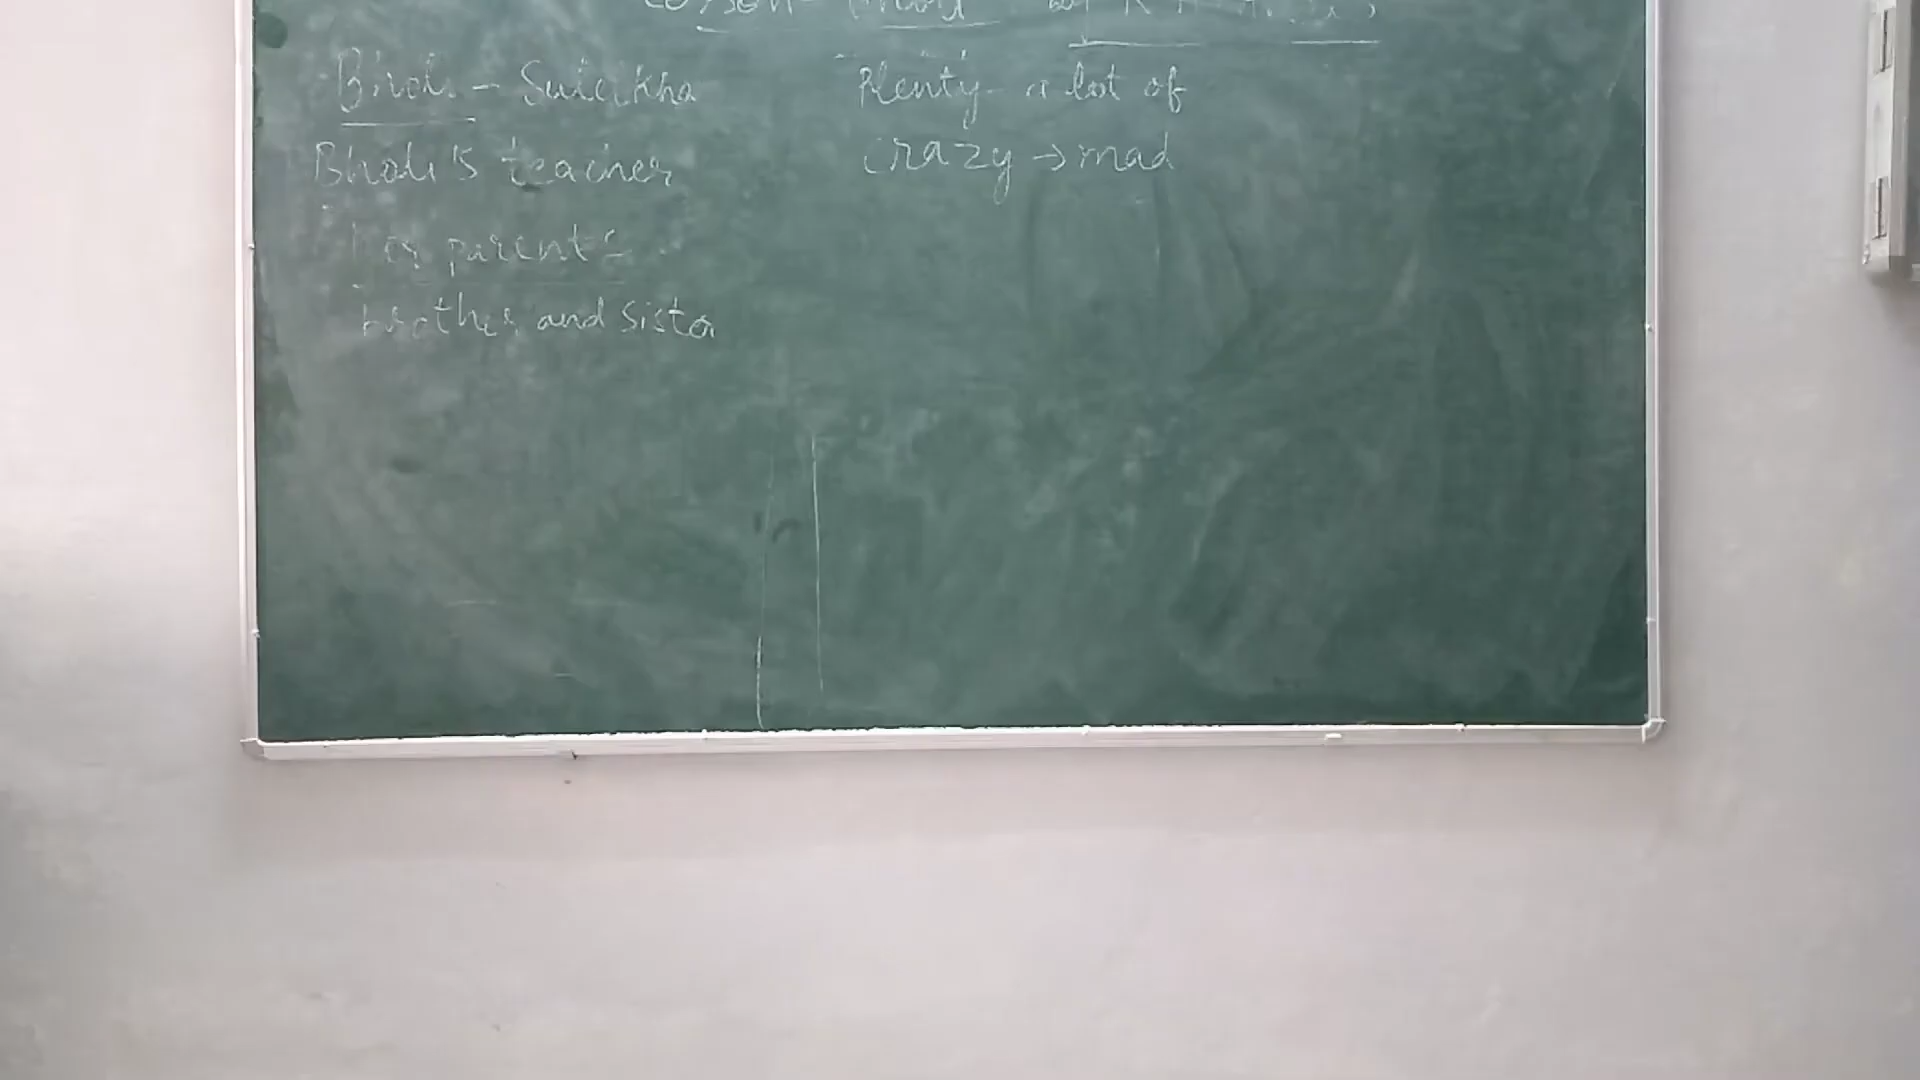 Bholi - Sulekha
Bholi's teacher
Her parents
brother and sister
Plenty - a lot of
crazy → mad